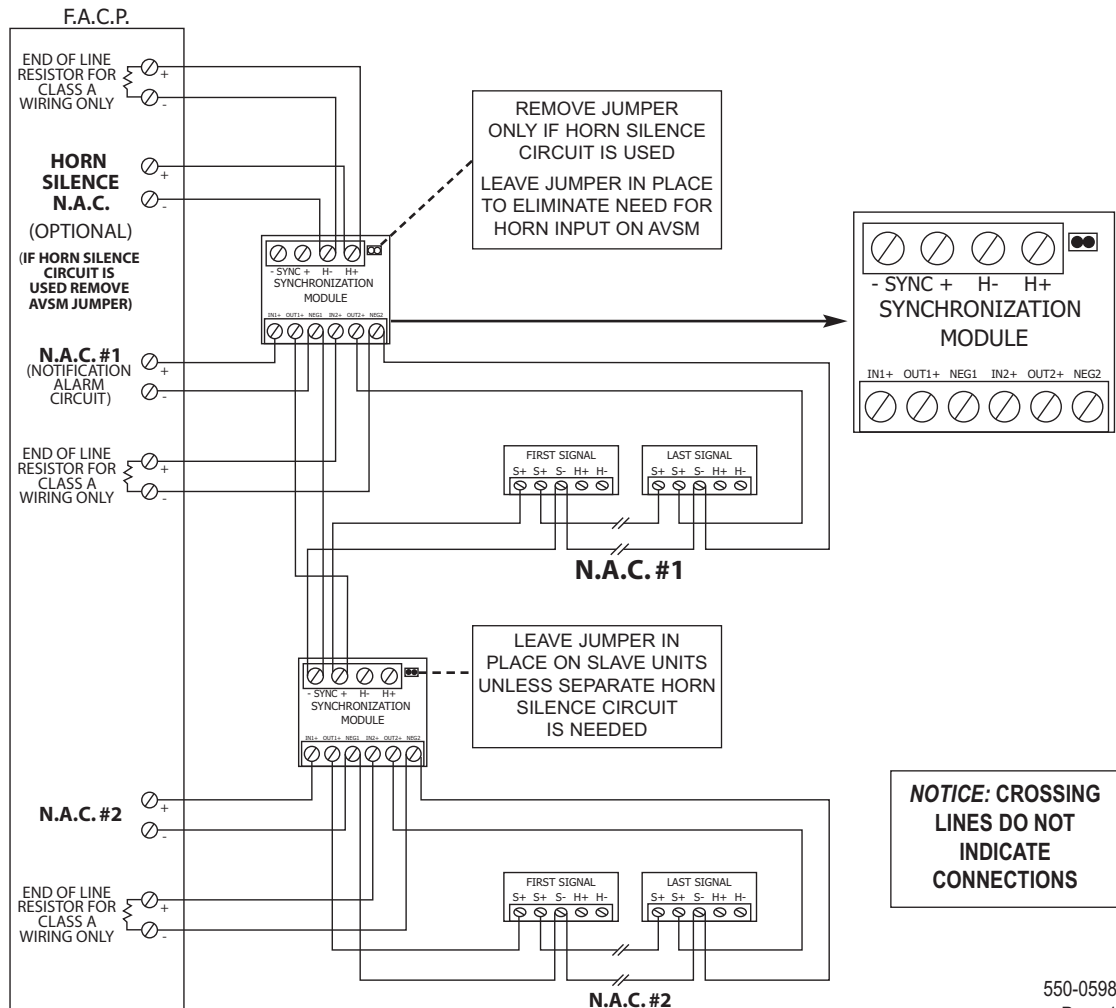 F.A.C.P.
END OF LINE
RESISTOR FOR
CLASS A
WIRING ONLY
+
-
HORN
SILENCE
N.A.C.
+
-
(OPTIONAL)
(IF HORN SILENCE
CIRCUIT IS
USED REMOVE
AVSM JUMPER)
N.A.C. #1
(NOTIFICATION
ALARM
CIRCUIT)
+
-
END OF LINE
RESISTOR FOR
CLASS A
WIRING ONLY
+
-
REMOVE JUMPER
ONLY IF HORN SILENCE
CIRCUIT IS USED
LEAVE JUMPER IN PLACE
TO ELIMINATE NEED FOR
HORN INPUT ON AVSM
- SYNC + H- H+
SYNCHRONIZATION
MODULE
IN1+ OUT1+ NEG1 IN2+ OUT2+ NEG2
- SYNC + H- H+
SYNCHRONIZATION
MODULE
IN1+ OUT1+ NEG1 IN2+ OUT2+ NEG2
FIRST SIGNAL
S+ S+ S- H+ H-
LAST SIGNAL
S+ S+ S- H+ H-
N.A.C. #1
LEAVE JUMPER IN
PLACE ON SLAVE UNITS
UNLESS SEPARATE HORN
SILENCE CIRCUIT
IS NEEDED
- SYNC + H- H+
SYNCHRONIZATION
MODULE
IN1+ OUT1+ NEG1 IN2+ OUT2+ NEG2
N.A.C. #2
+
-
END OF LINE
RESISTOR FOR
CLASS A
WIRING ONLY
+
-
FIRST SIGNAL
S+ S+ S- H+ H-
LAST SIGNAL
S+ S+ S- H+ H-
N.A.C. #2
NOTICE: CROSSING
LINES DO NOT
INDICATE
CONNECTIONS
550-0598